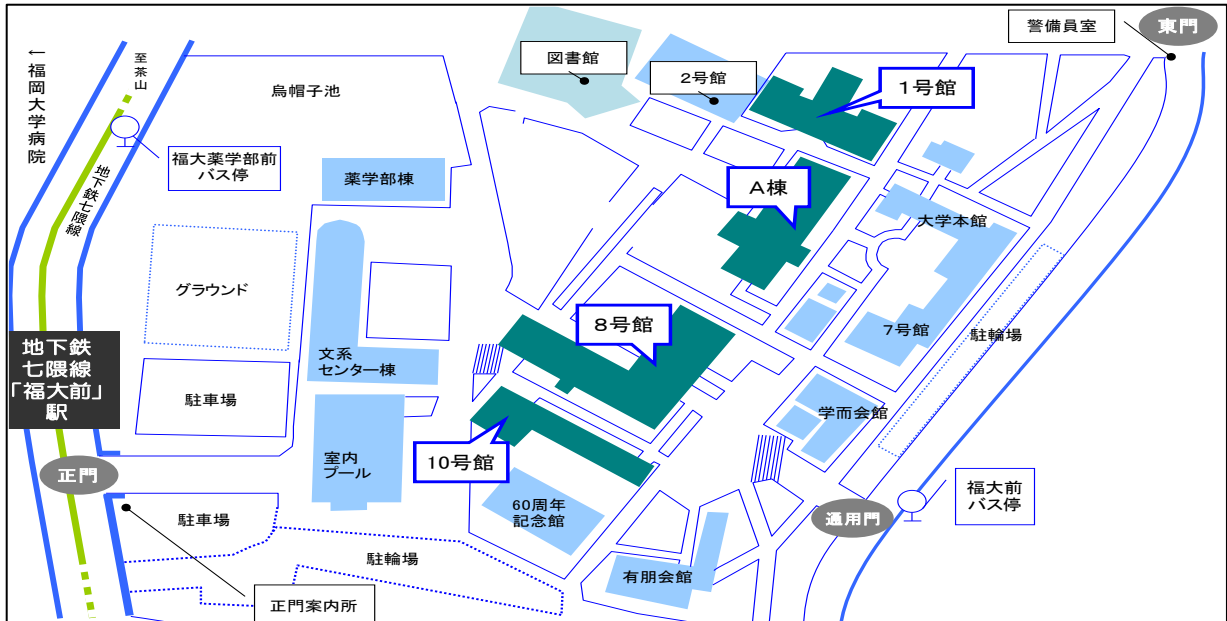 警備員室
東門
図書館
2号館
1号館
←福岡大学病院
至茶山
烏帽子池
福大薬学部前
バス停
地下鉄七隈線
薬学部棟
A棟
大学本館
グラウンド
8号館
7号館
駐輪場
地下鉄
七隈線
「福大前」
駅
文系
センター棟
駐車場
学而会館
10号館
室内
プール
正門
60周年
記念館
福大前
バス停
通用門
駐車場
駐輪場
有朋会館
正門案内所